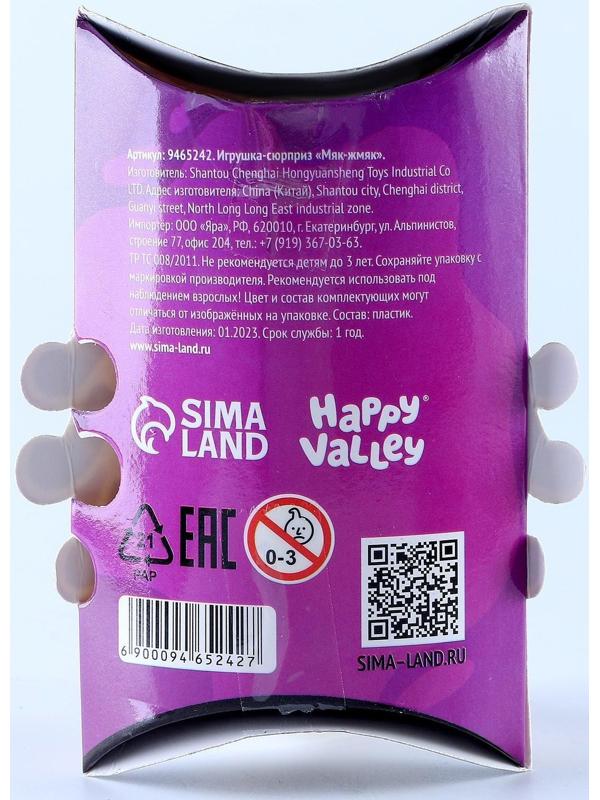 Артикул: 9465242. Игрушка-сюрприз «Мяк-жмяк».
Изготовитель: Shantou Chenghai Hongyuansheng Toys Industrial Co
LTD. Адрес изготовителя: China (Китай), Shantou city, Chenghai district,
Guanyi street, North Long Long East industrial zone.
Импортёр: ООО «Яра», РФ, 620010, г. Екатеринбург, ул. Альпинистов,
строение 77, офис 204, тел.: +7 (919) 367-03-63.
ТР ТС 008/2011. Не рекомендуется детям до 3 лет. Сохраняйте упаковку с
маркировкой производителя. Рекомендуется использовать под
наблюдением взрослых! Цвет и состав комплектующих могут
отличаться от изображённых на упаковке. Состав: пластик.
Дата изготовления: 01.2023. Срок службы: 1 год.
www.sima-land.ru
SIMA
LAND
Happy®
Valley
21
PAP
EAC
0-3
6 900094 652427
SIMA-LAND.RU